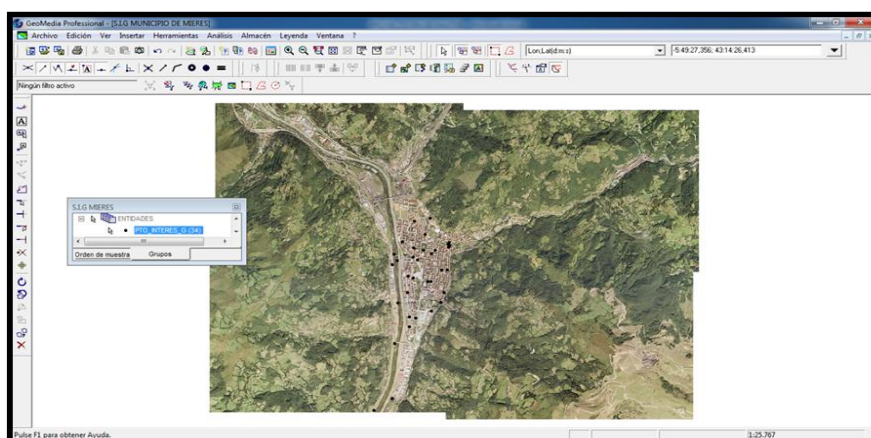 GeoMedia Professional - [S.I.G MUNICIPIO DE MIERES]
Archivo Edición Ver Insertar Herramientas Análisis Almacén Leyenda Ventana ?
Lon,Lat(d:m:s) -5:49:27,356; 43:14:26,413
Ningún filtro activo
S.I.G MIERES
ENTIDADES
PTO_INTERES_G (34)
Orden de muestra Grupos
Pulse F1 para obtener Ayuda. 1:25.767